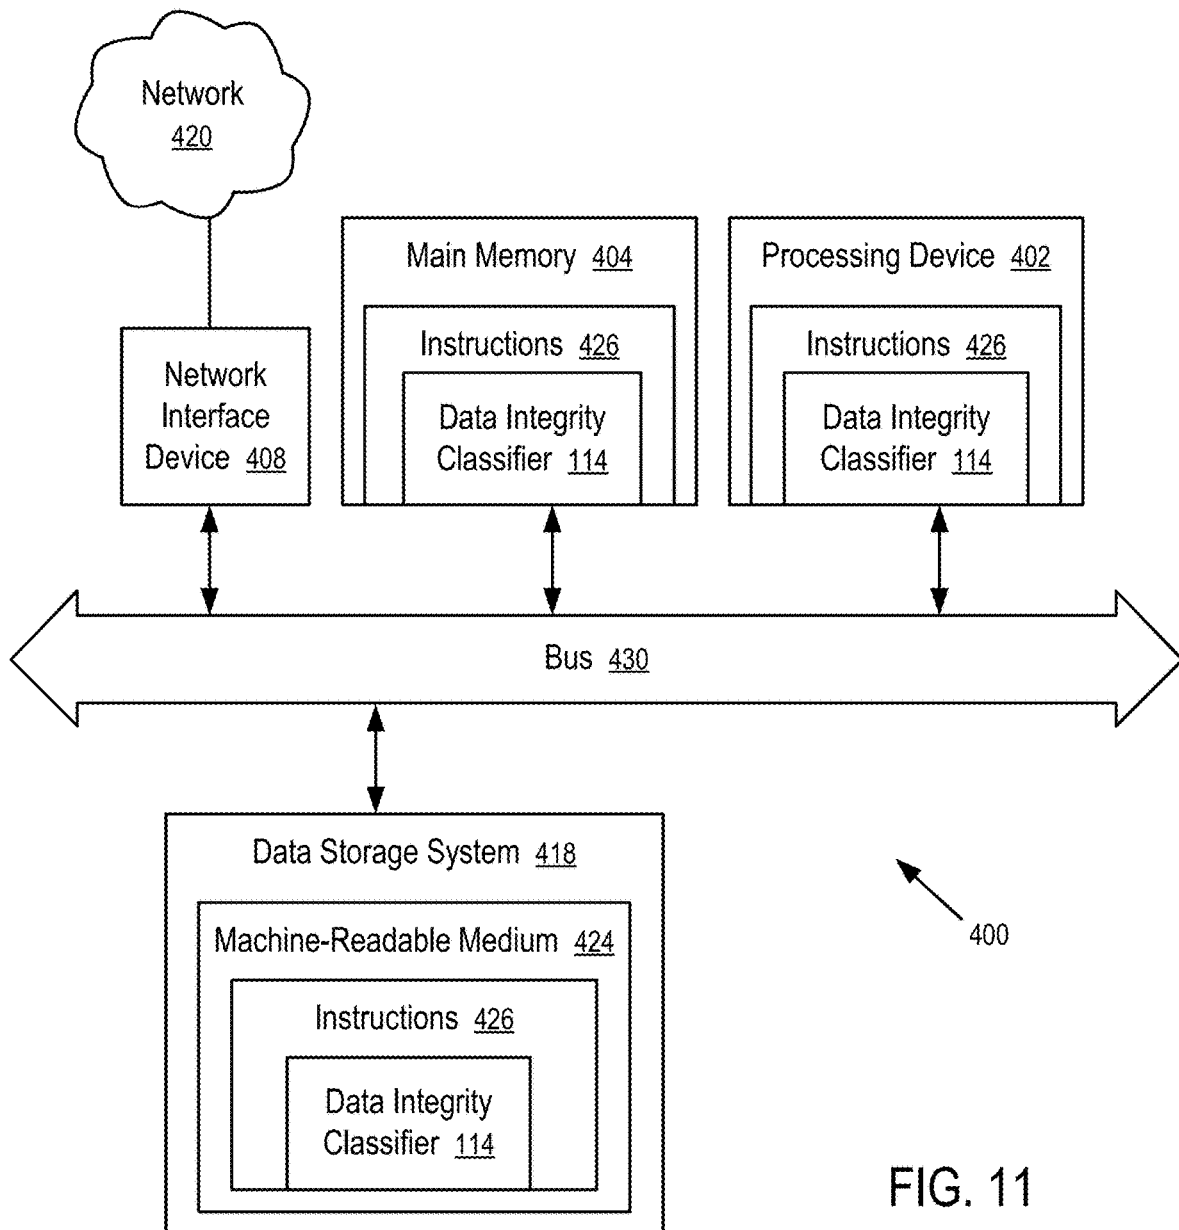 Network
420
Main Memory 404
Processing Device 402
Instructions 426
Instructions 426
Network
Interface
Device 408
Data Integrity
Classifier 114
Data Integrity
Classifier 114
Bus 430
Data Storage System 418
Machine-Readable Medium 424
400
Instructions 426
Data Integrity
Classifier 114
FIG. 11